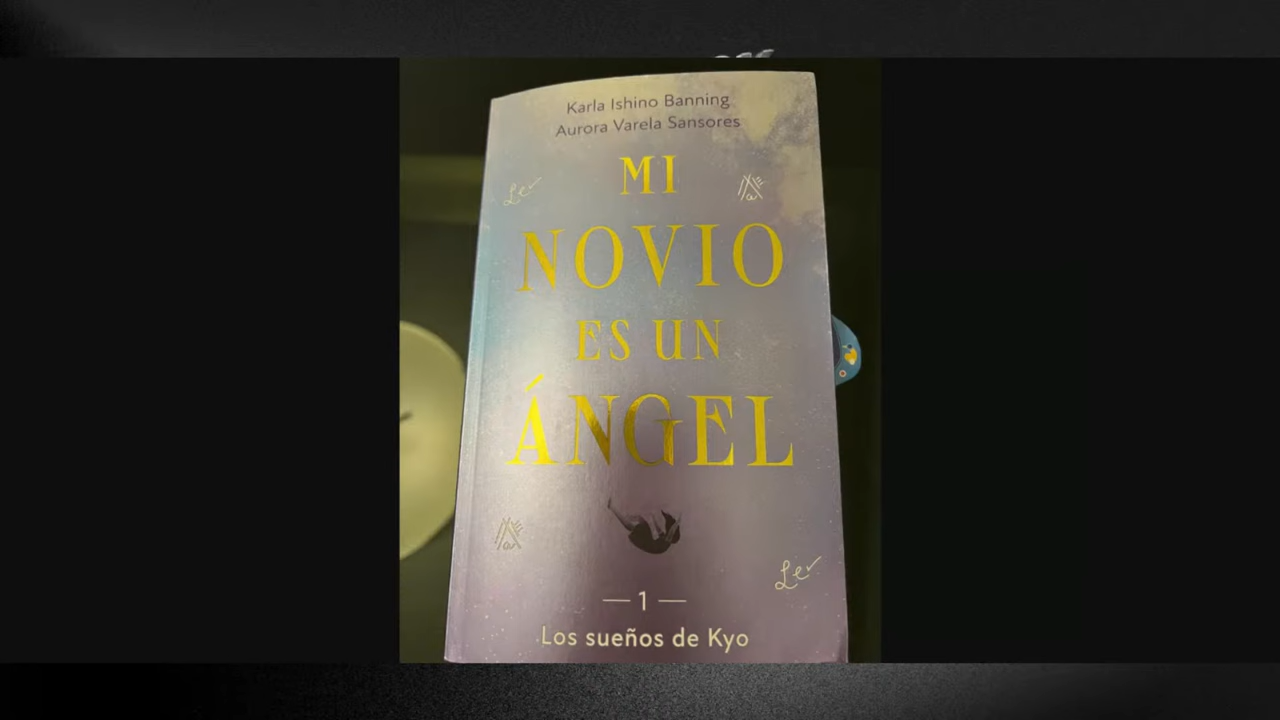 Karla Ishino Banning
Aurora Varela Sansores
MI
NOVIO
ES UN
ÁNGEL
— 1 —
Los sueños de Kyo